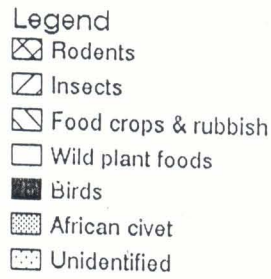 Legend
Rodents
Insects
Food crops & rubbish
Wild plant foods
Birds
African civet
Unidentified